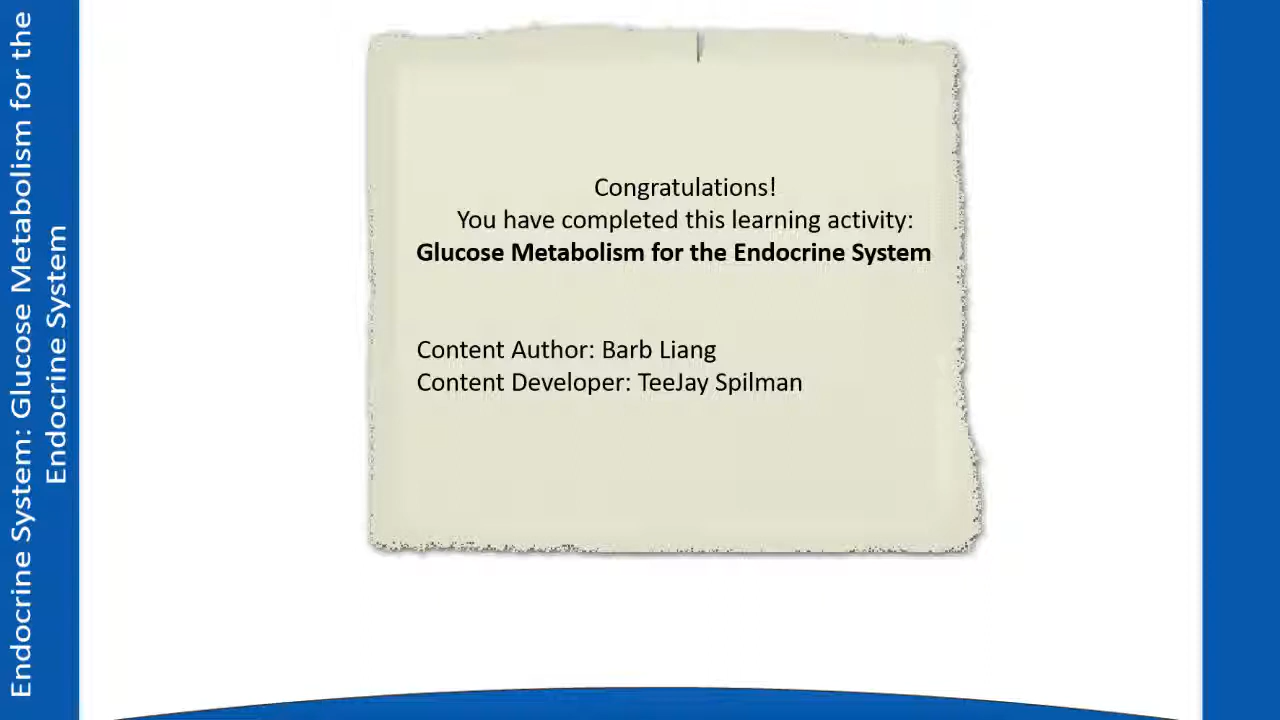 Endocrine System: Glucose Metabolism for the
Endocrine System
Congratulations!
You have completed this learning activity:
Glucose Metabolism for the Endocrine System
Content Author: Barb Liang
Content Developer: TeeJay Spilman